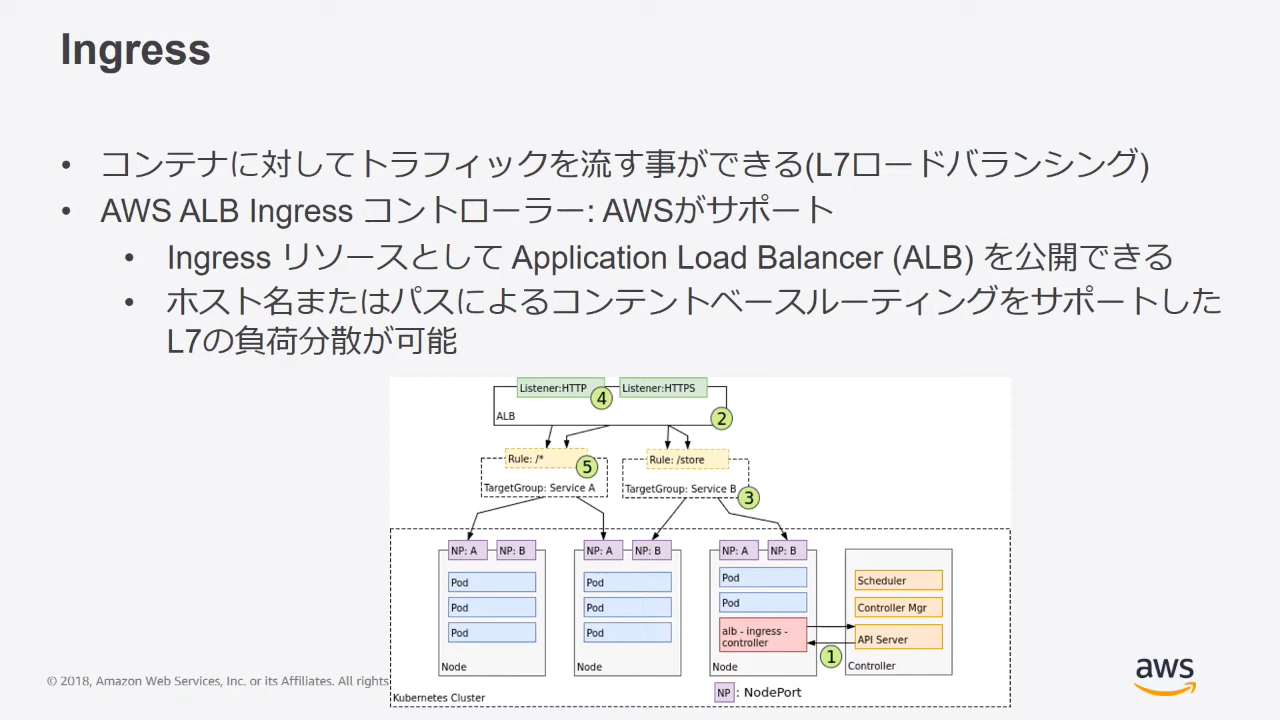 Ingress
• コンテナに対してトラフィックを流す事ができる(L7ロードバランシング)
• AWS ALB Ingress コントローラー: AWSがサポート
• Ingress リソースとして Application Load Balancer (ALB) を公開できる
• ホスト名またはパスによるコンテントベースルーティングをサポートした
L7の負荷分散が可能
Listener:HTTP
4
Listener:HTTPS
ALB
2
Rule: /*
5
Rule: /store
TargetGroup: Service A
TargetGroup: Service B
3
NP: A
NP: B
NP: A
NP: B
NP: A
NP: B
Pod
Pod
Pod
Node
Pod
Pod
Pod
Node
Pod
Pod
alb - ingress -
controller
Node
1
Scheduler
Controller Mgr
API Server
Controller
Kubernetes Cluster
NP : NodePort
© 2018, Amazon Web Services, Inc. or its Affiliates. All rights
aws